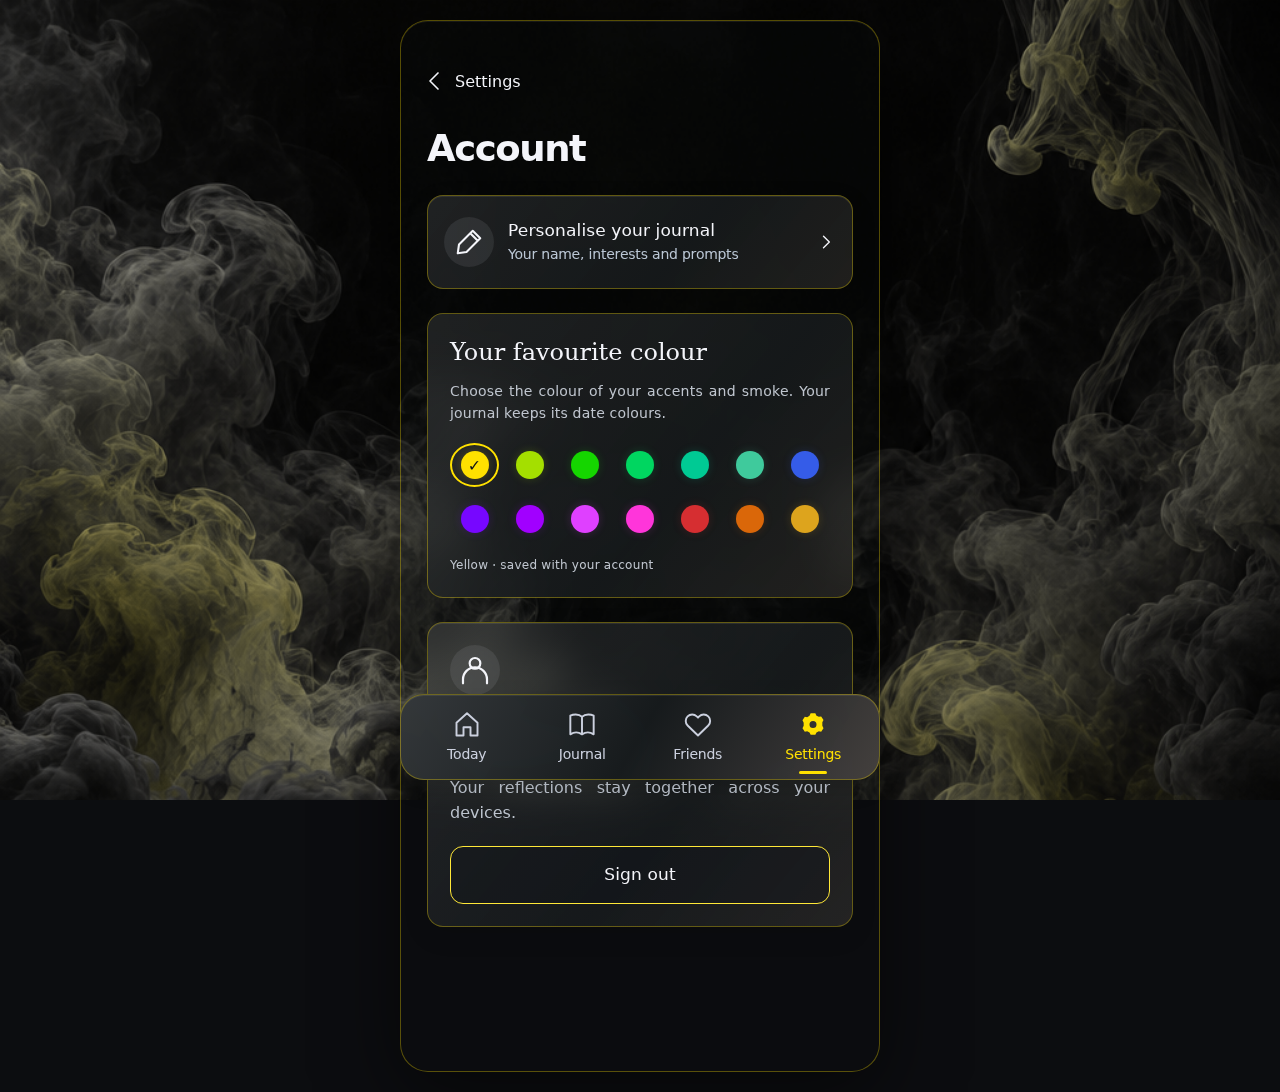 Settings
Account
Personalise your journal
Your name, interests and prompts
Your favourite colour
Choose the colour of your accents and smoke. Your
journal keeps its date colours.
✓
Yellow · saved with your account
Today
Journal
Friends
Settings
Your reflections stay together across your
devices.
Sign out